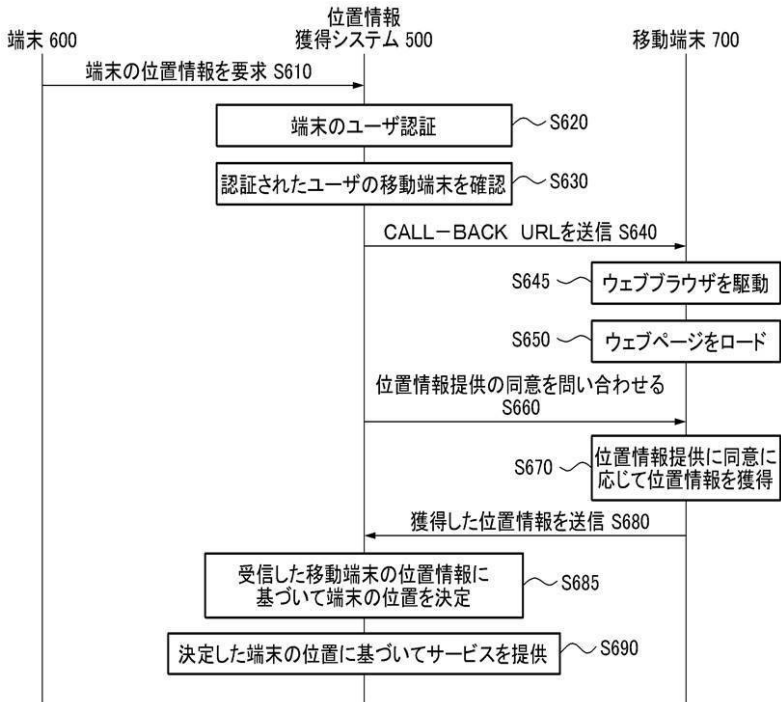 端末 600
位置情報
獲得システム 500
移動端末 700
端末の位置情報を要求 S610
端末のユーザ認証
S620
認証されたユーザの移動端末を確認
S630
CALL-BACK URLを送信 S640
S645
ウェブブラウザを駆動
S650
ウェブページをロード
位置情報提供の同意を問い合わせる
S660
S670
位置情報提供に同意に
応じて位置情報を獲得
獲得した位置情報を送信 S680
受信した移動端末の位置情報に
基づいて端末の位置を決定
S685
決定した端末の位置に基づいてサービスを提供
S690